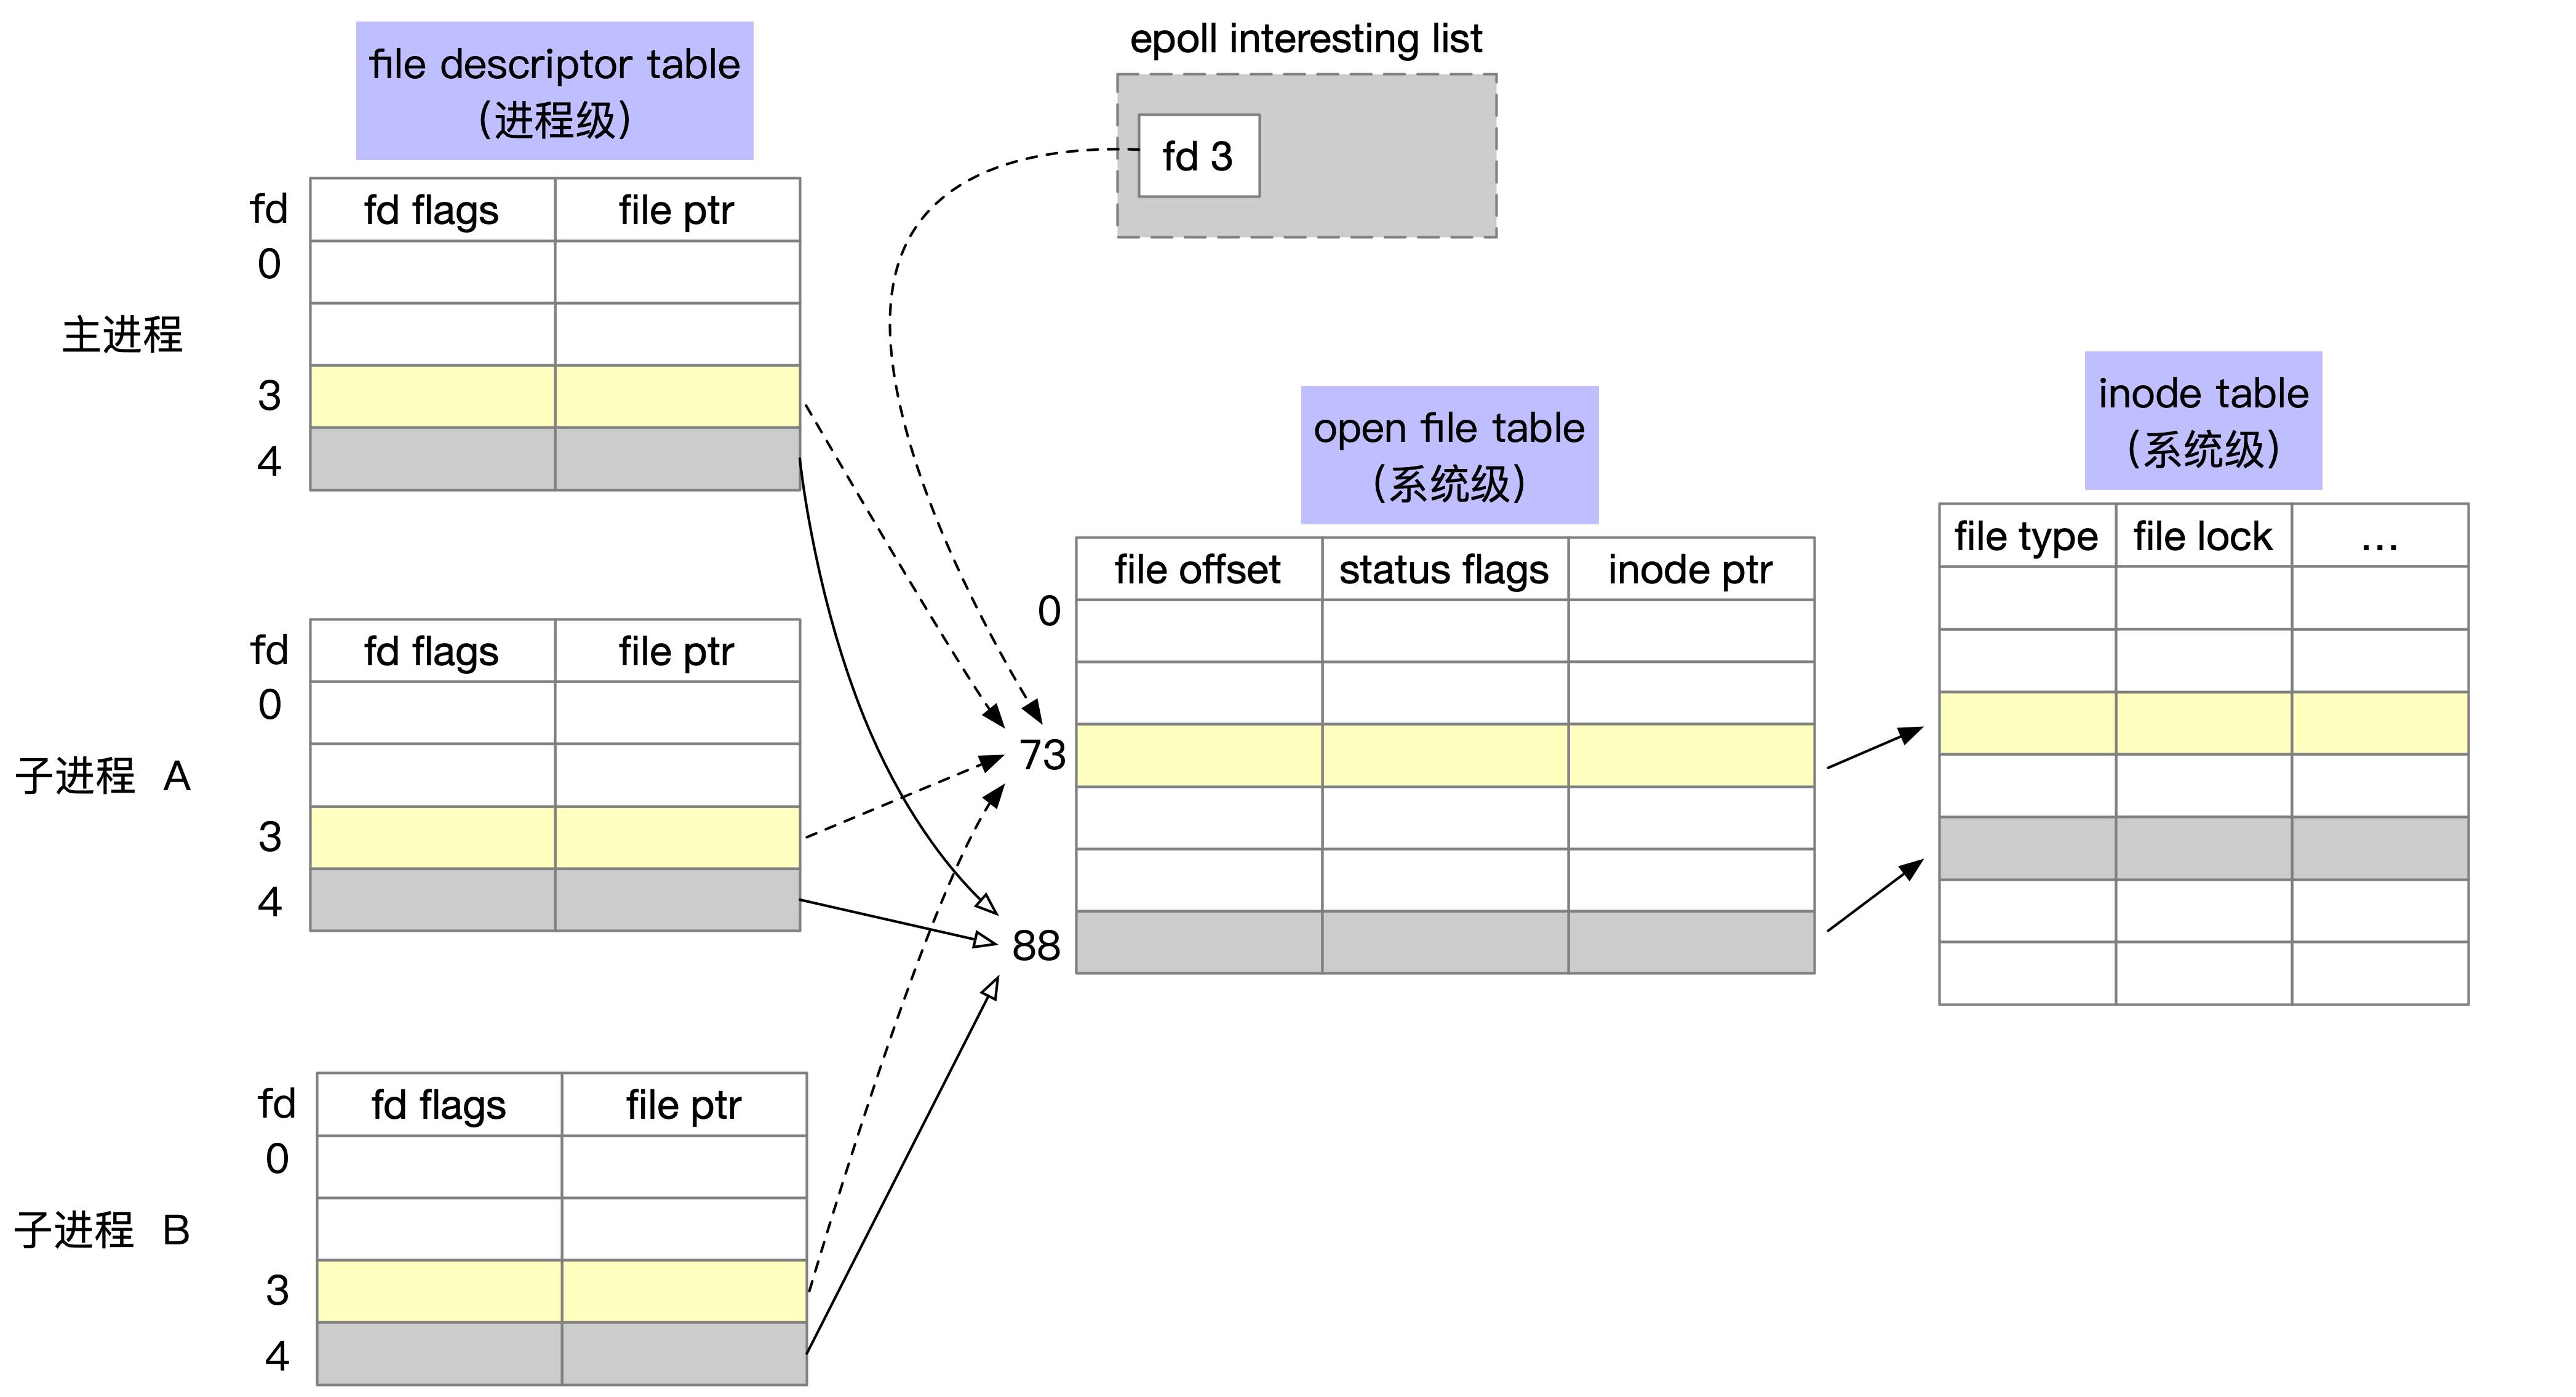 file descriptor table
(进程级)
epoll interesting list
fd 3
fd
fd flags
file ptr
0
主进程
3
4
open file table
(系统级)
inode table
(系统级)
file offset
status flags
inode ptr
0
73
88
file type
file lock
...
fd
fd flags
file ptr
0
子进程 A
3
4
fd
fd flags
file ptr
0
子进程 B
3
4